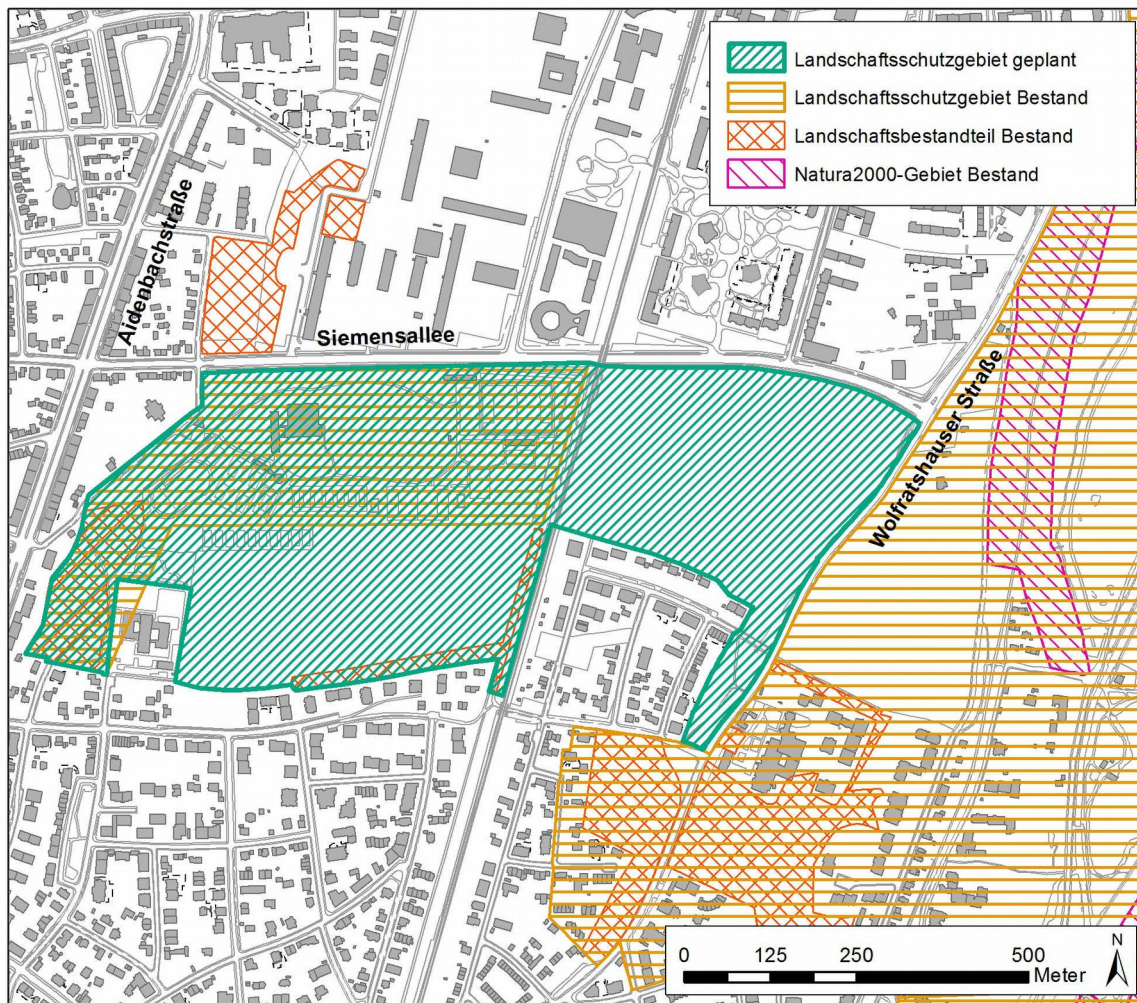 Landschaftsschutzgebiet geplant
Landschaftsschutzgebiet Bestand
Landschaftsbestandteil Bestand
Natura2000-Gebiet Bestand
Aidenbachstraße
Siemensallee
Wolfratshauser Straße
0 125 250 500
Meter
N